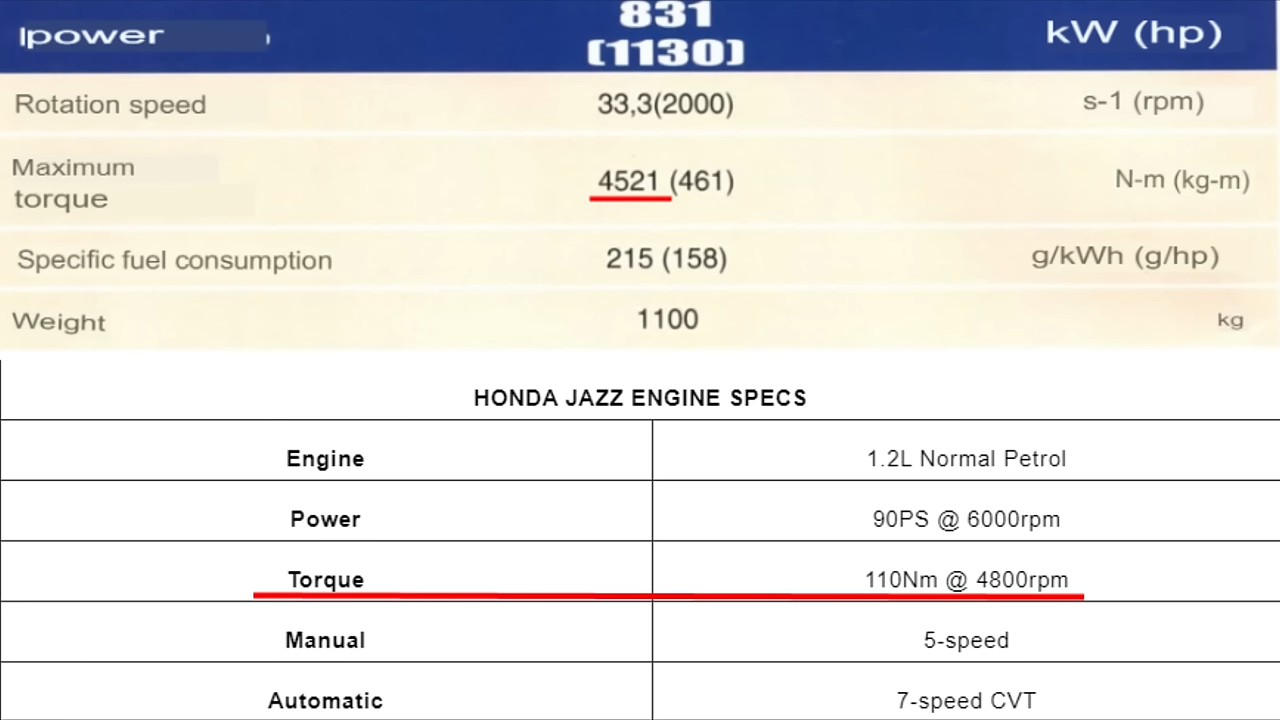 power 831 (1130) kW (hp)
Rotation speed 33,3(2000) s-1 (rpm)
Maximum torque 4521 (461) N-m (kg-m)
Specific fuel consumption 215 (158) g/kWh (g/hp)
Weight 1100 kg
HONDA JAZZ ENGINE SPECS
Engine 1.2L Normal Petrol
Power 90PS @ 6000rpm
Torque 110Nm @ 4800rpm
Manual 5-speed
Automatic 7-speed CVT